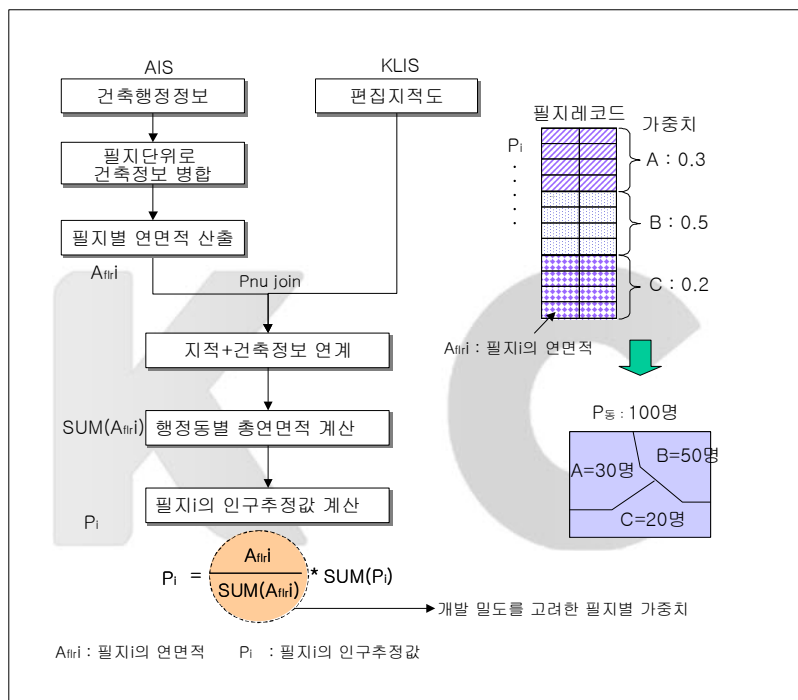 AIS
건축행정정보
필지단위로
건축정보 병합
필지별 연면적 산출
Aflri
KLIS
편집지적도
Pnu join
지적+건축정보 연계
SUM(Aflri)
행정동별 총연면적 계산
Pi
필지i의 인구추정값 계산
Pi = Aflri / SUM(Aflri) * SUM(Pi)
개발 밀도를 고려한 필지별 가중치
Aflri : 필지i의 연면적 Pi : 필지i의 인구추정값
필지레코드
가중치
Pi
A : 0.3
B : 0.5
C : 0.2
Aflri : 필지i의 연면적
P동 : 100명
A=30명
B=50명
C=20명
K C